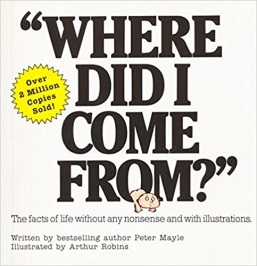 “WHERE
DID I
COME
FROM?”
Over
2 Million
Copies
Sold!
The facts of life without any nonsense and with illustrations.
Written by bestselling author Peter Mayle
Illustrated by Arthur Robins